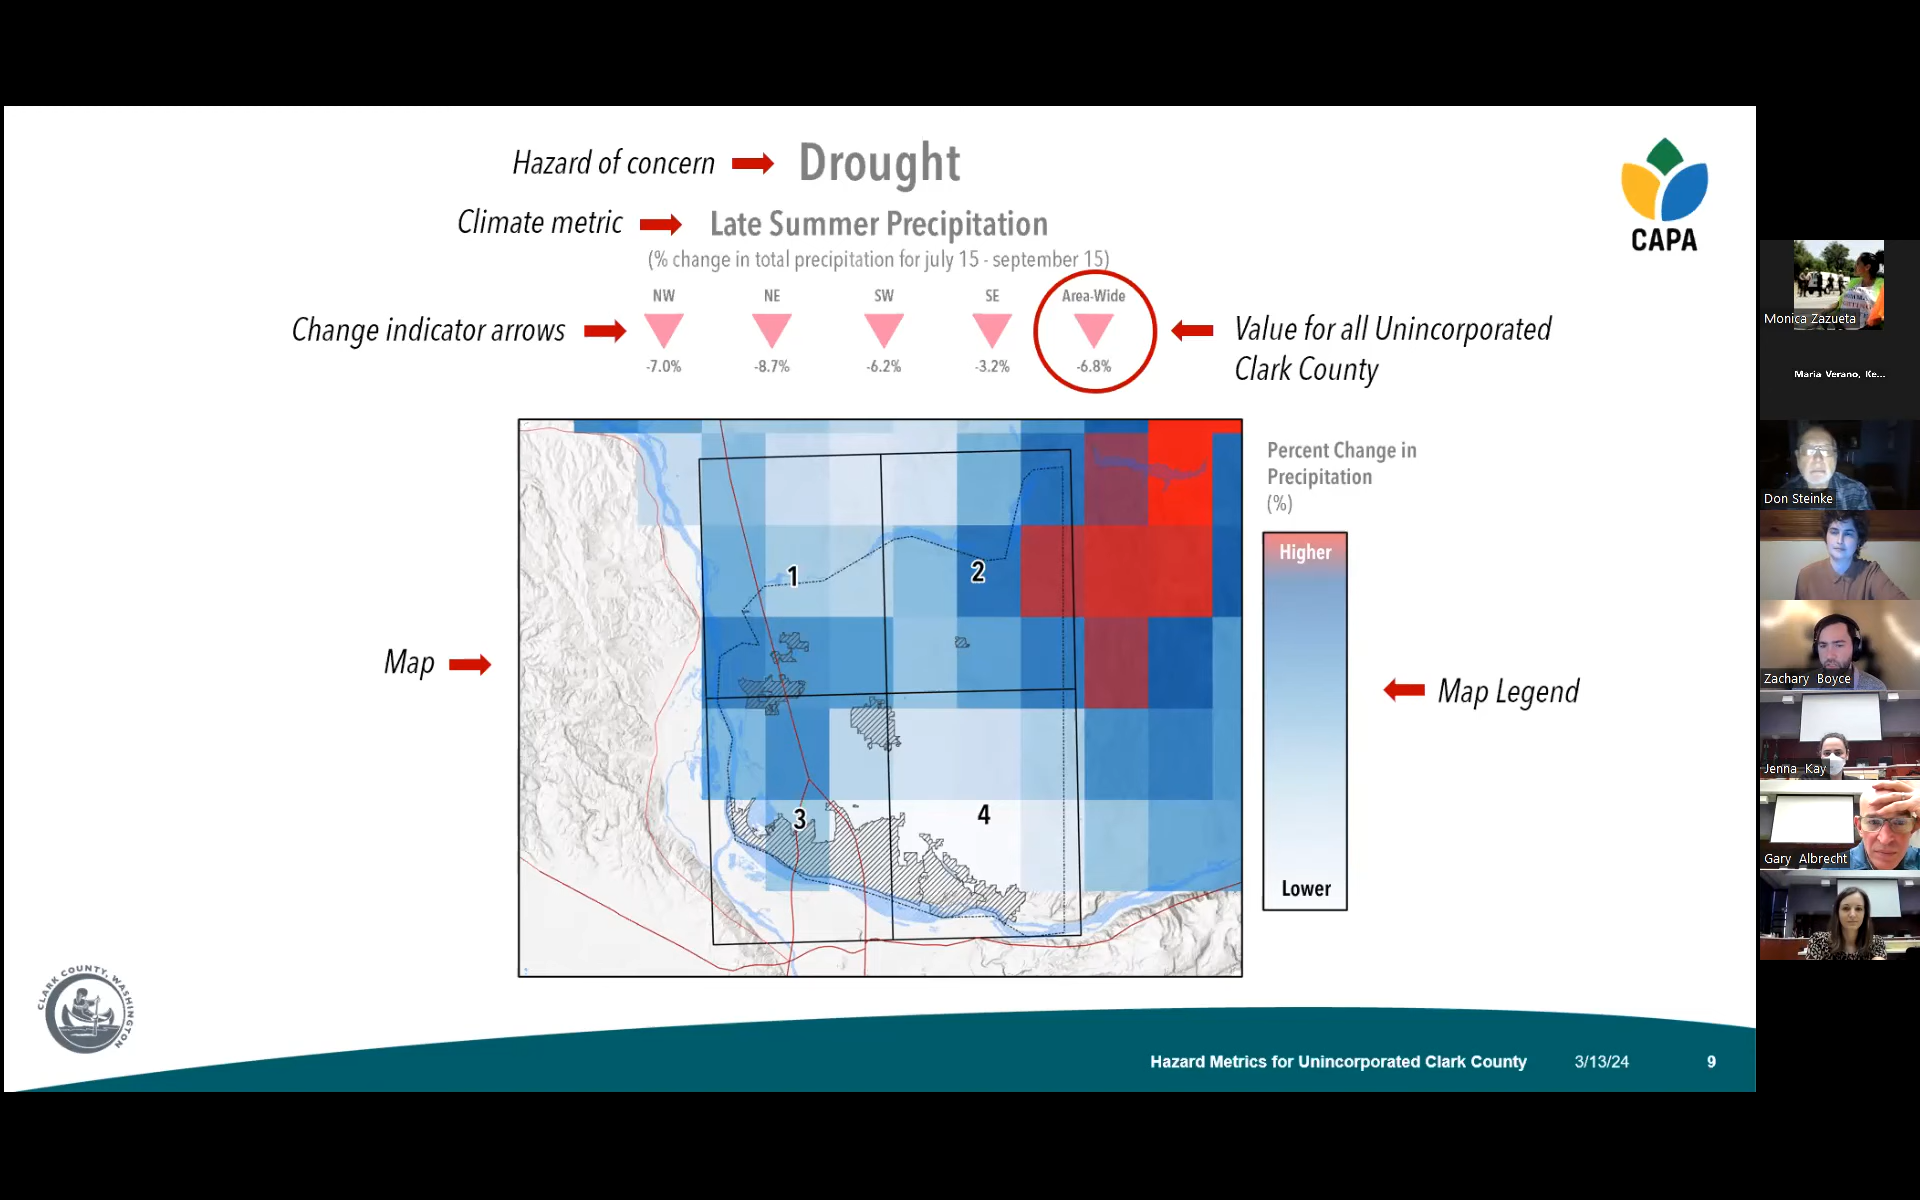 Hazard of concern
Drought
Climate metric
Late Summer Precipitation
(% change in total precipitation for july 15 - september 15)
NW
NE
SW
SE
Area-Wide
Change indicator arrows
-7.0%
-8.7%
-6.2%
-3.2%
-6.8%
Value for all Unincorporated
Clark County
CAPA
Map
1
2
3
4
Percent Change in
Precipitation
(%)
Higher
Lower
Map Legend
CLARK COUNTY, WASHINGTON
Hazard Metrics for Unincorporated Clark County
3/13/24
9
Monica Zazueta
Maria Verano, Ke...
Don Steinke
Zachary Boyce
Jenna Kay
Gary Albrecht